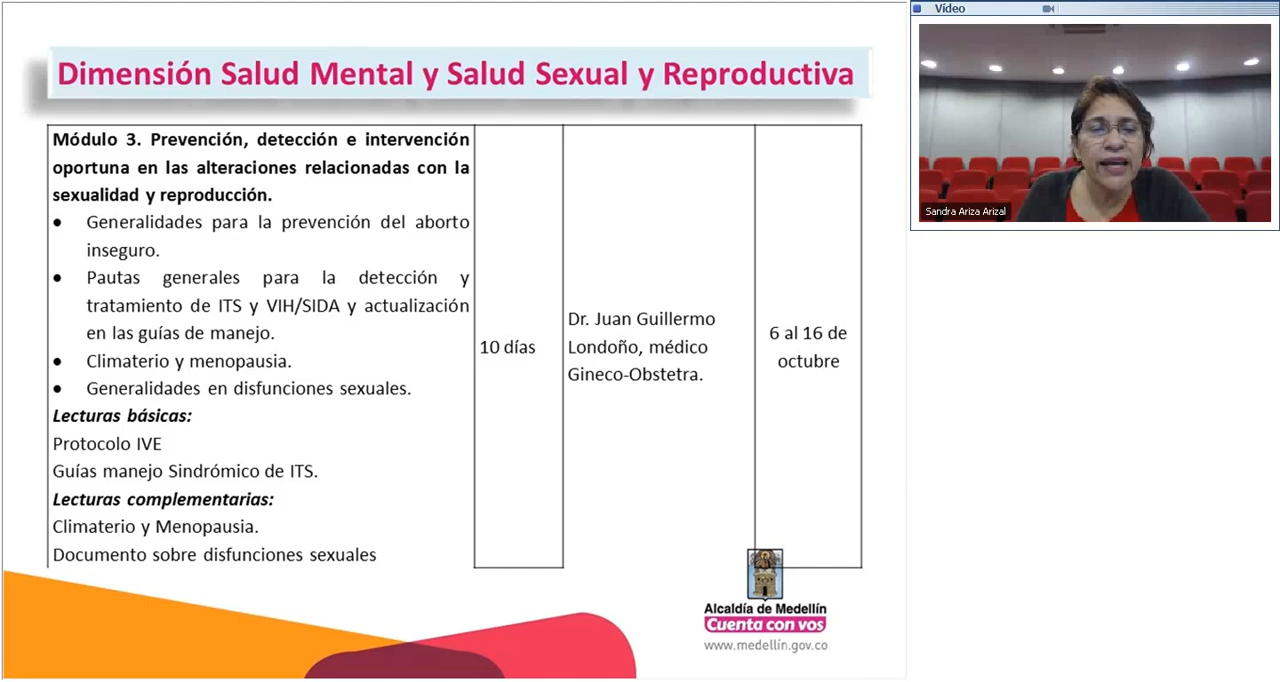 Dimensión Salud Mental y Salud Sexual y Reproductiva
Módulo 3. Prevención, detección e intervención
oportuna en las alteraciones relacionadas con la
sexualidad y reproducción.
• Generalidades para la prevención del aborto
inseguro.
• Pautas generales para la detección y
tratamiento de ITS y VIH/SIDA y actualización
en las guías de manejo.
• Climaterio y menopausia.
• Generalidades en disfunciones sexuales.
Lecturas básicas:
Protocolo IVE
Guías manejo Sindrómico de ITS.
Lecturas complementarias:
Climaterio y Menopausia.
Documento sobre disfunciones sexuales
10 días
Dr. Juan Guillermo
Londoño, médico
Gineco-Obstetra.
6 al 16 de
octubre
Alcaldía de Medellín
Cuenta con vos
www.medellin.gov.co
Vídeo
Sandra Ariza Arizal